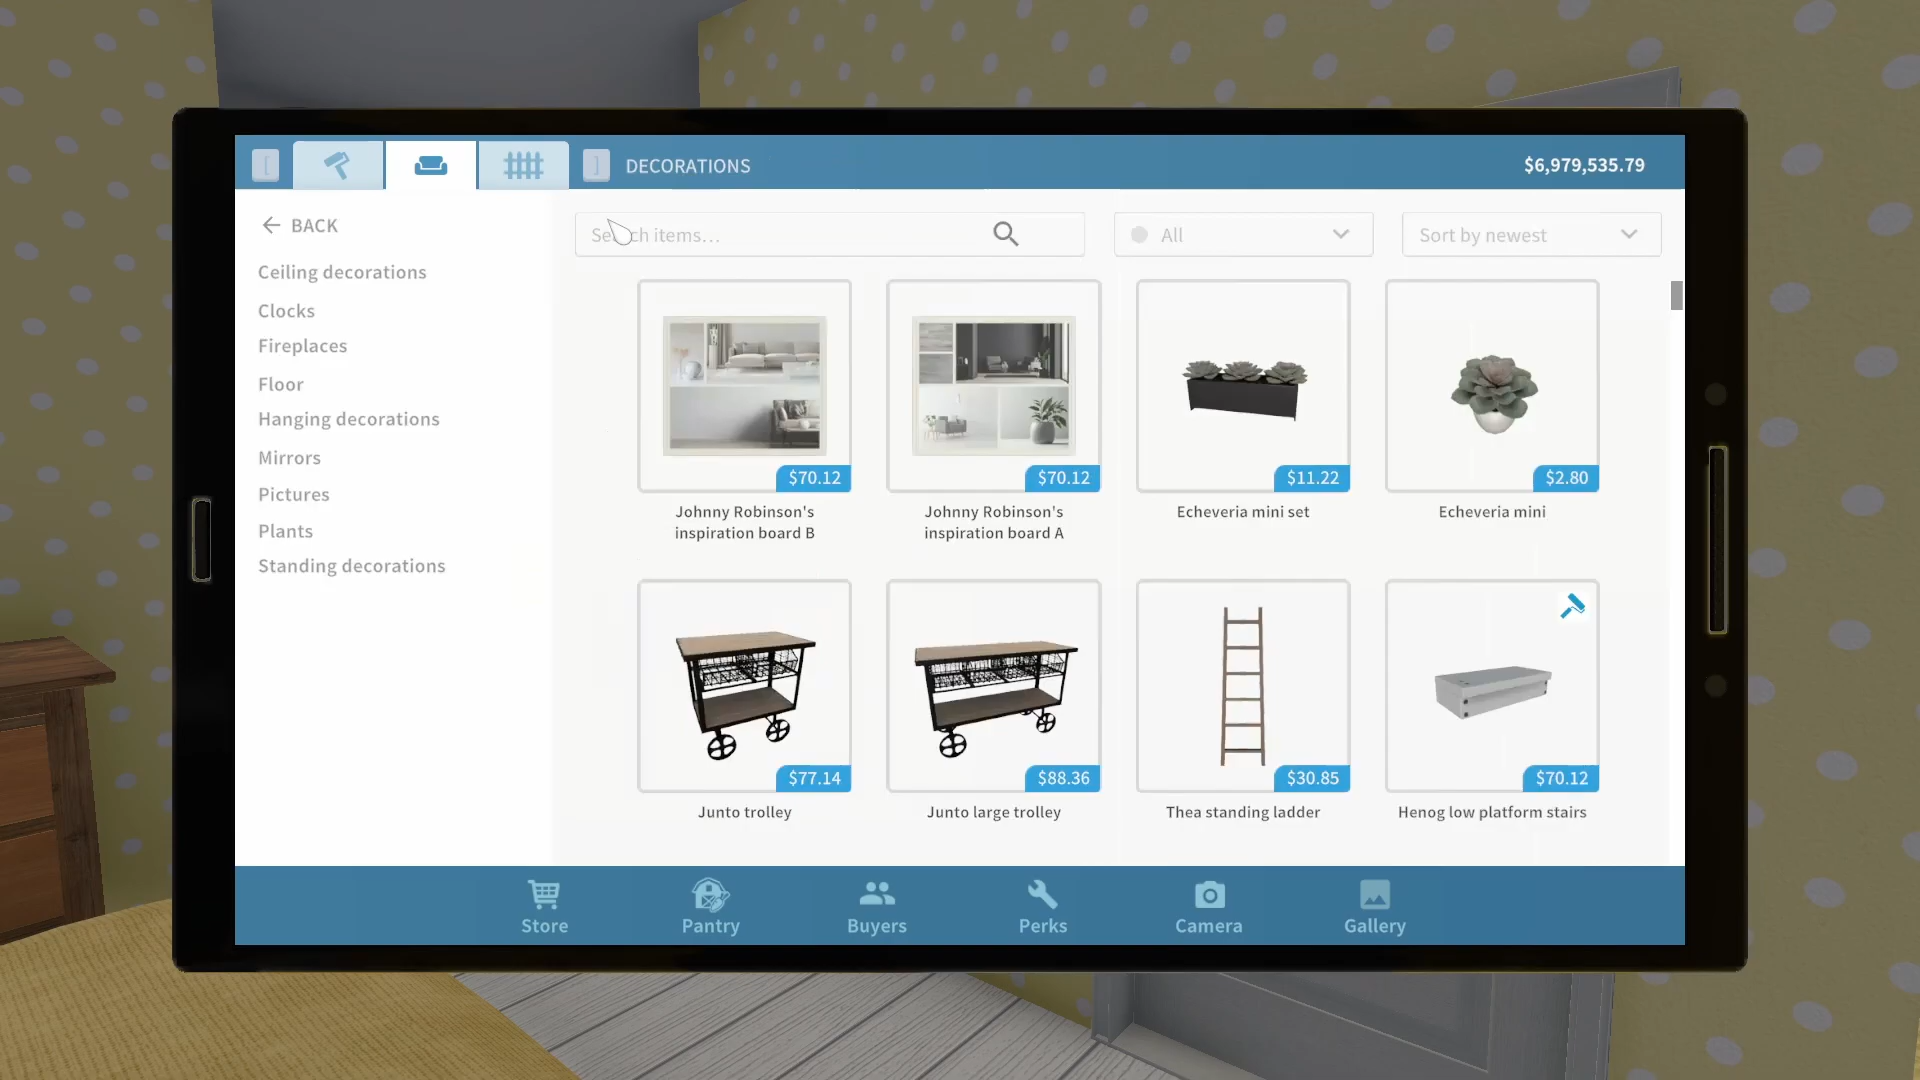 [
]
DECORATIONS
$6,979,535.79
BACK
Ceiling decorations
Clocks
Fireplaces
Floor
Hanging decorations
Mirrors
Pictures
Plants
Standing decorations
Search items...
All
Sort by newest
$70.12
$70.12
$11.22
$2.80
Johnny Robinson's
inspiration board B
Johnny Robinson's
inspiration board A
Echeveria mini set
Echeveria mini
$77.14
$88.36
$30.85
$70.12
Junto trolley
Junto large trolley
Thea standing ladder
Henog low platform stairs
Store
Pantry
Buyers
Perks
Camera
Gallery